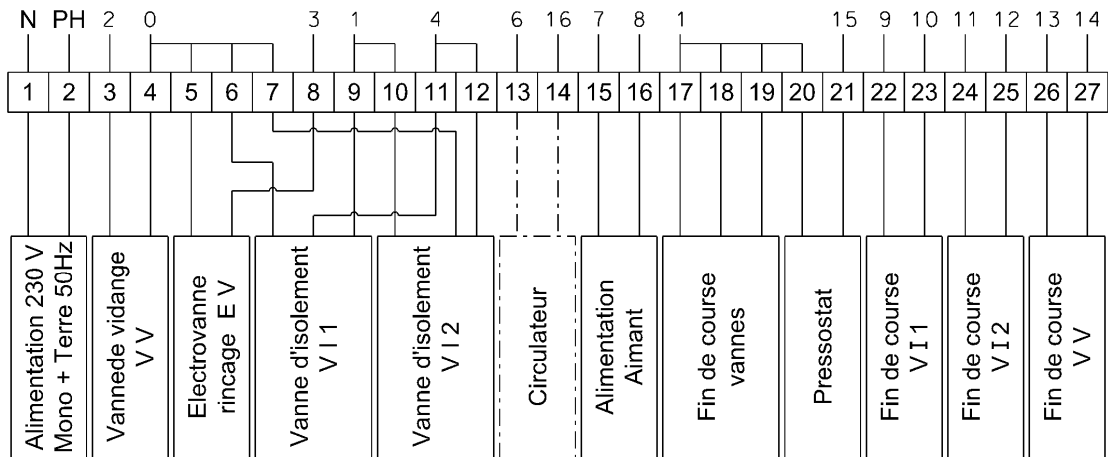 N PH 2 0 3 1 4 6 16 7 8 1 15 9 10 11 12 13 14
1 2 3 4 5 6 7 8 9 10 11 12 13 14 15 16 17 18 19 20 21 22 23 24 25 26 27
Alimentation 230 V
Mono + Terre 50Hz
Vannede vidange
V V
Electrovanne
rincage E V
Vanne d'isolement
V I 1
Vanne d'isolement
V I 2
Circulateur
Alimentation
Aimant
Fin de course
vannes
Pressostat
Fin de course
V I 1
Fin de course
V I 2
Fin de course
V V